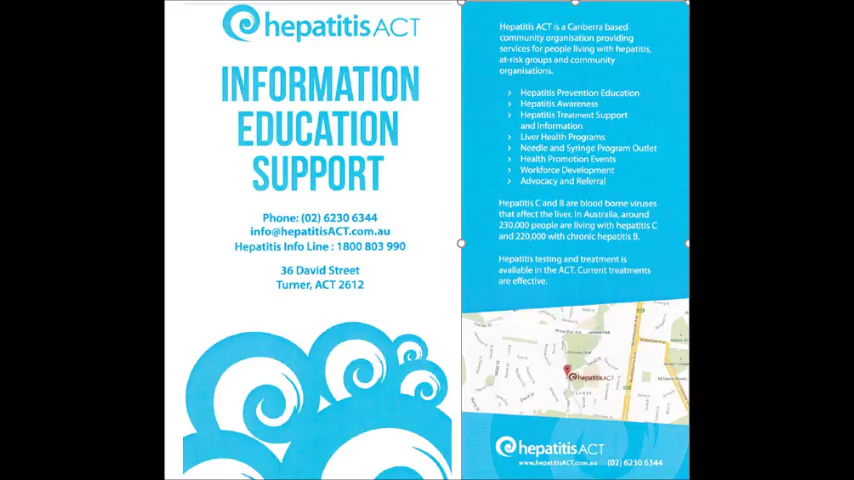 hepatitisACT
INFORMATION
EDUCATION
SUPPORT
Phone: (02) 6230 6344
info@hepatitisACT.com.au
Hepatitis Info Line : 1800 803 990
36 David Street
Turner, ACT 2612
Hepatitis ACT is a Canberra based
community organisation providing
services for people living with hepatitis,
at-risk groups and community
organisations.
› Hepatitis Prevention Education
› Hepatitis Awareness
› Hepatitis Treatment Support
and Information
› Liver Health Programs
› Needle and Syringe Program Outlet
› Health Promotion Events
› Workforce Development
› Advocacy and Referral
Hepatitis C and B are blood borne viruses
that affect the liver. In Australia, around
230,000 people are living with hepatitis C
and 220,000 with chronic hepatitis B.
Hepatitis testing and treatment is
available in the ACT. Current treatments
are effective.
hepatitisACT
hepatitisACT
www.hepatitisACT.com.au (02) 6230 6344